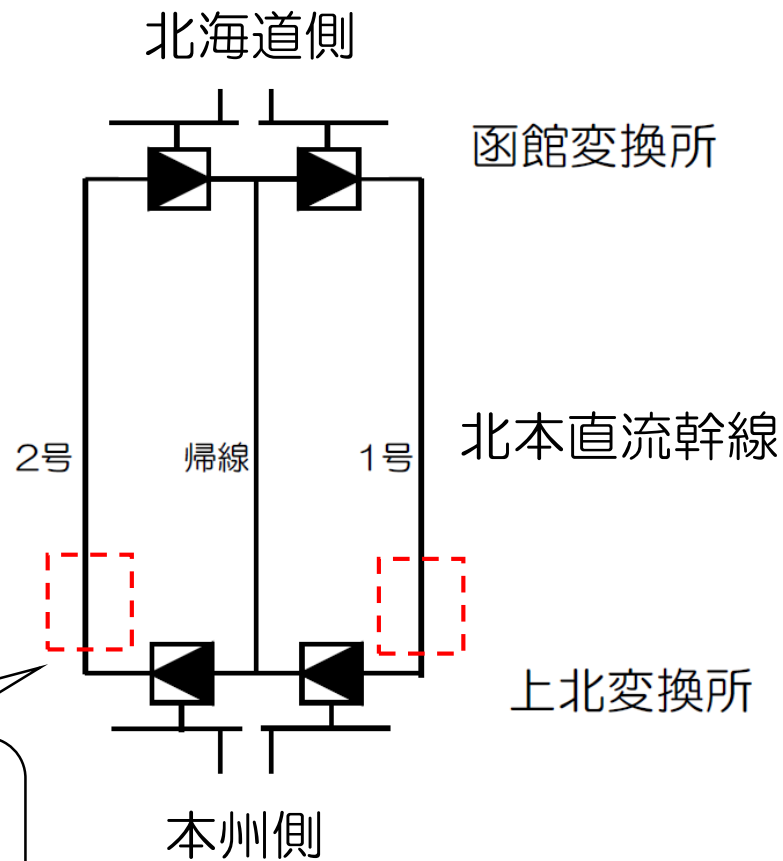 北海道側
函館変換所
北本直流幹線
2号
帰線
1号
上北変換所
本州側